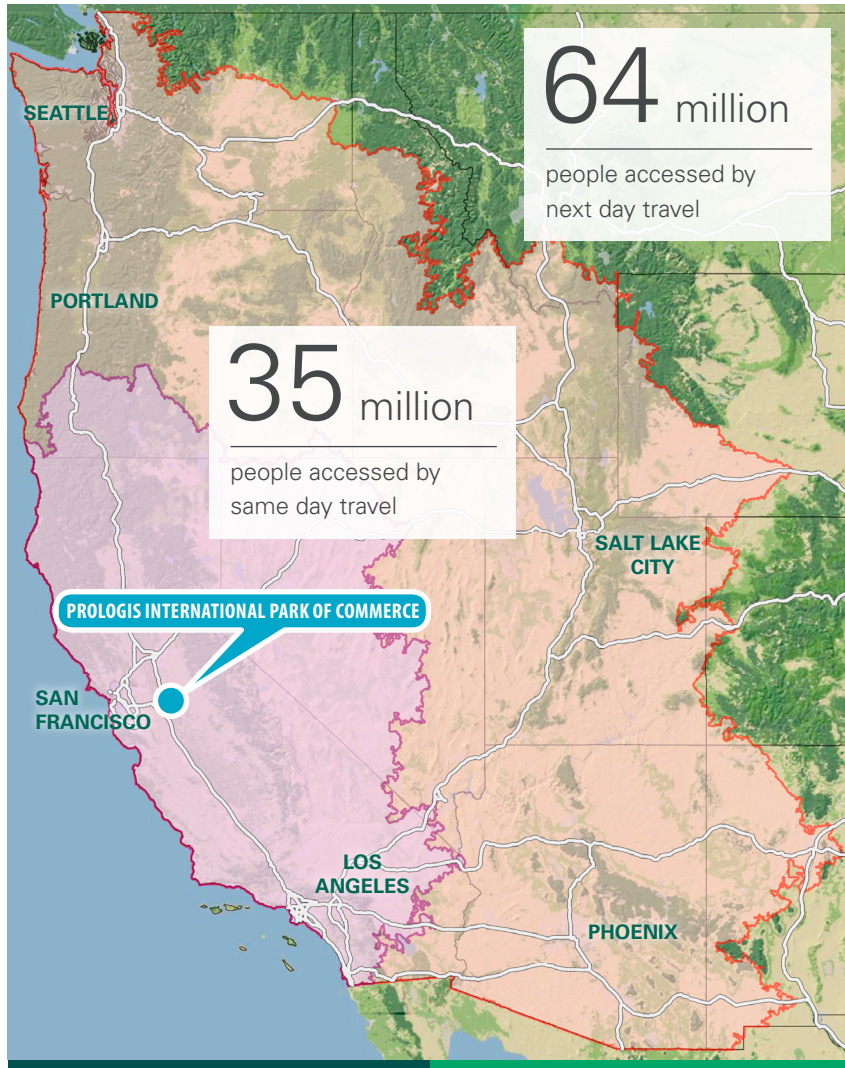 64 million
people accessed by
next day travel
SEATTLE
PORTLAND
35 million
people accessed by
same day travel
SALT LAKE
CITY
PROLOGIS INTERNATIONAL PARK OF COMMERCE
SAN
FRANCISCO
LOS
ANGELES
PHOENIX